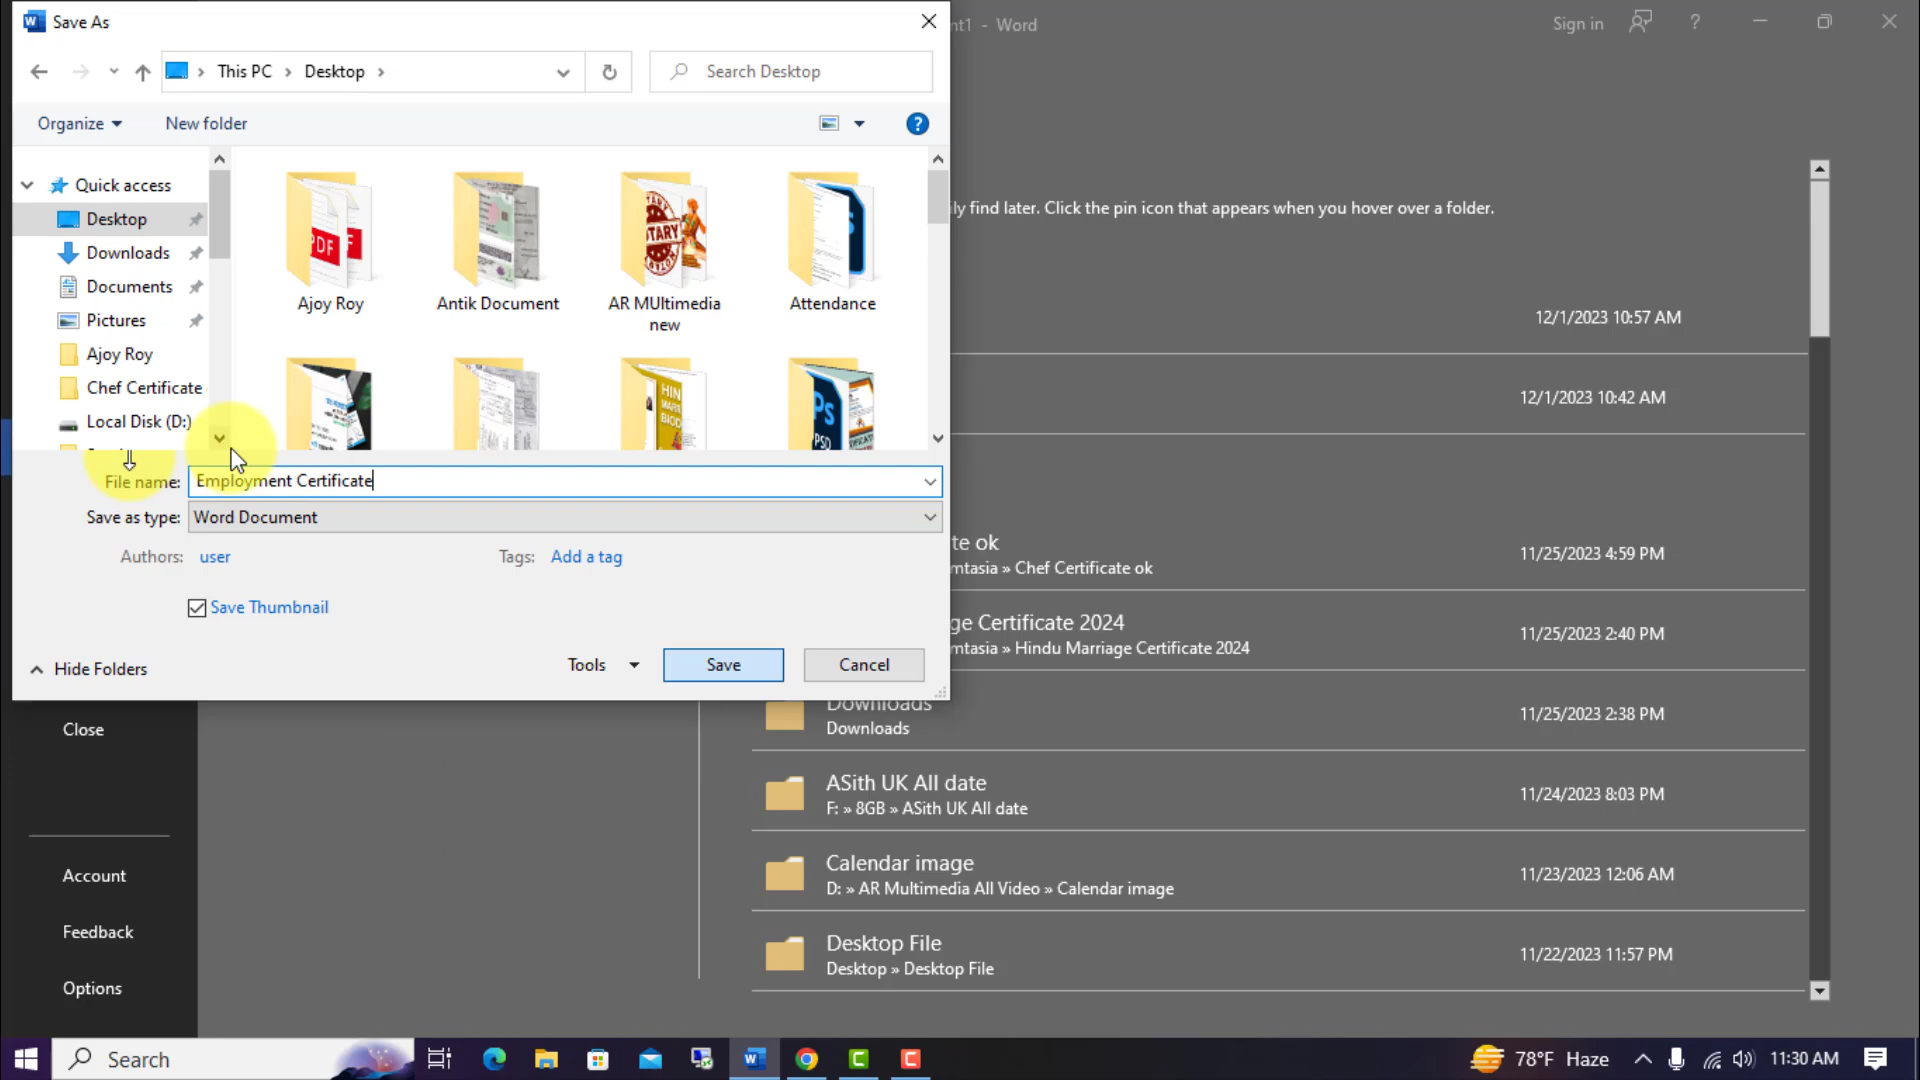 Save As
nt1 - Word
Sign in
?
This PC
Desktop
Search Desktop
Organize
New folder
?
Quick access
Desktop
Downloads
Documents
Pictures
Ajoy Roy
Chef Certificate
Local Disk (D:)
PDF
Ajoy Roy
Antik Document
AR MUltimedia
new
Attendance
PSD
ily find later. Click the pin icon that appears when you hover over a folder.
12/1/2023 10:57 AM
12/1/2023 10:42 AM
File name:
Employment Certificate
Save as type:
Word Document
Authors:
user
Tags:
Add a tag
Save Thumbnail
Hide Folders
Tools
Save
Cancel
te ok
mtasia » Chef Certificate ok
11/25/2023 4:59 PM
ge Certificate 2024
mtasia » Hindu Marriage Certificate 2024
11/25/2023 2:40 PM
Downloads
Downloads
11/25/2023 2:38 PM
ASith UK All date
F: » 8GB » ASith UK All date
11/24/2023 8:03 PM
Calendar image
D: » AR Multimedia All Video » Calendar image
11/23/2023 12:06 AM
Desktop File
Desktop » Desktop File
11/22/2023 11:57 PM
Close
Account
Feedback
Options
Search
78°F Haze
11:30 AM